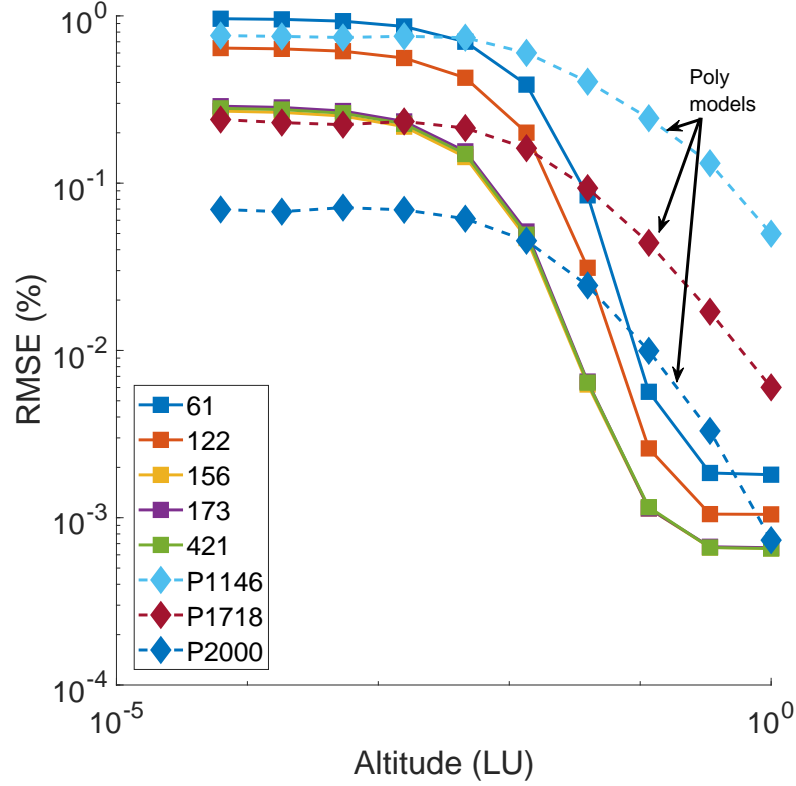 10^0
10^-1
10^-2
10^-3
10^-4
RMSE (%)
Poly
models
61
122
156
173
421
P1146
P1718
P2000
10^-5
10^0
Altitude (LU)